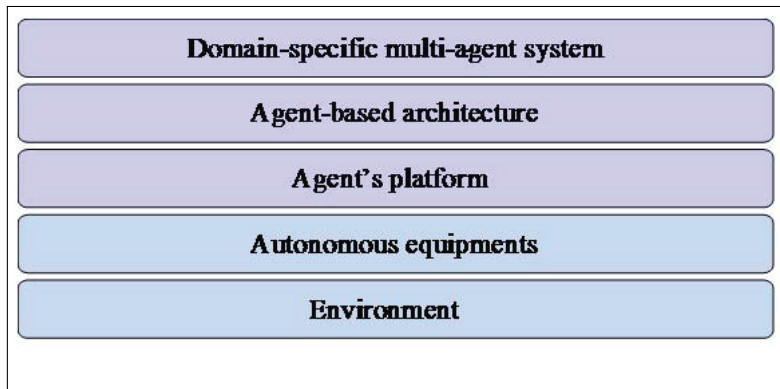 Domain-specific multi-agent system
Agent-based architecture
Agent's platform
Autonomous equipments
Environment